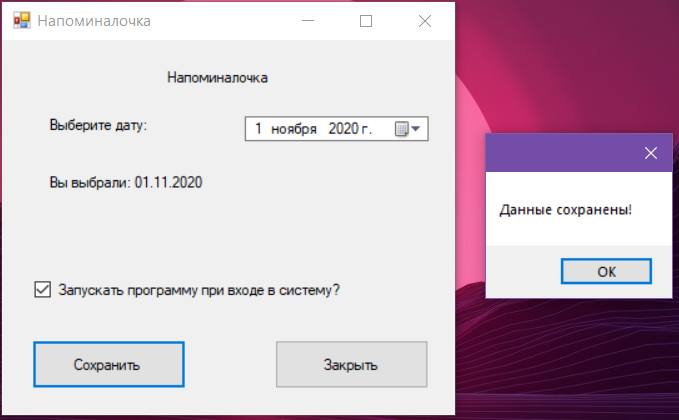 Напоминалочка
Напоминалочка
Выберите дату:
1 ноября 2020 г.
Вы выбрали: 01.11.2020
Данные сохранены!
OK
Запускать программу при входе в систему?
Сохранить
Закрыть